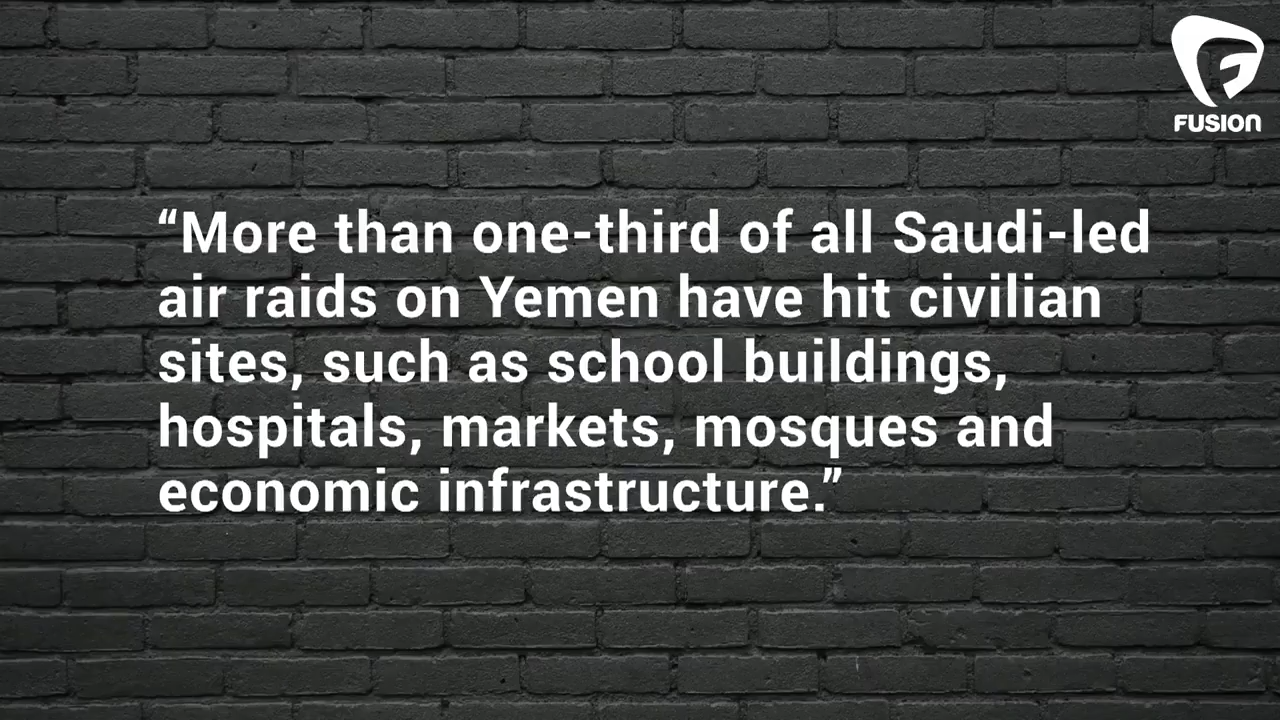 FUSION
“More than one-third of all Saudi-led
air raids on Yemen have hit civilian
sites, such as school buildings,
hospitals, markets, mosques and
economic infrastructure.”